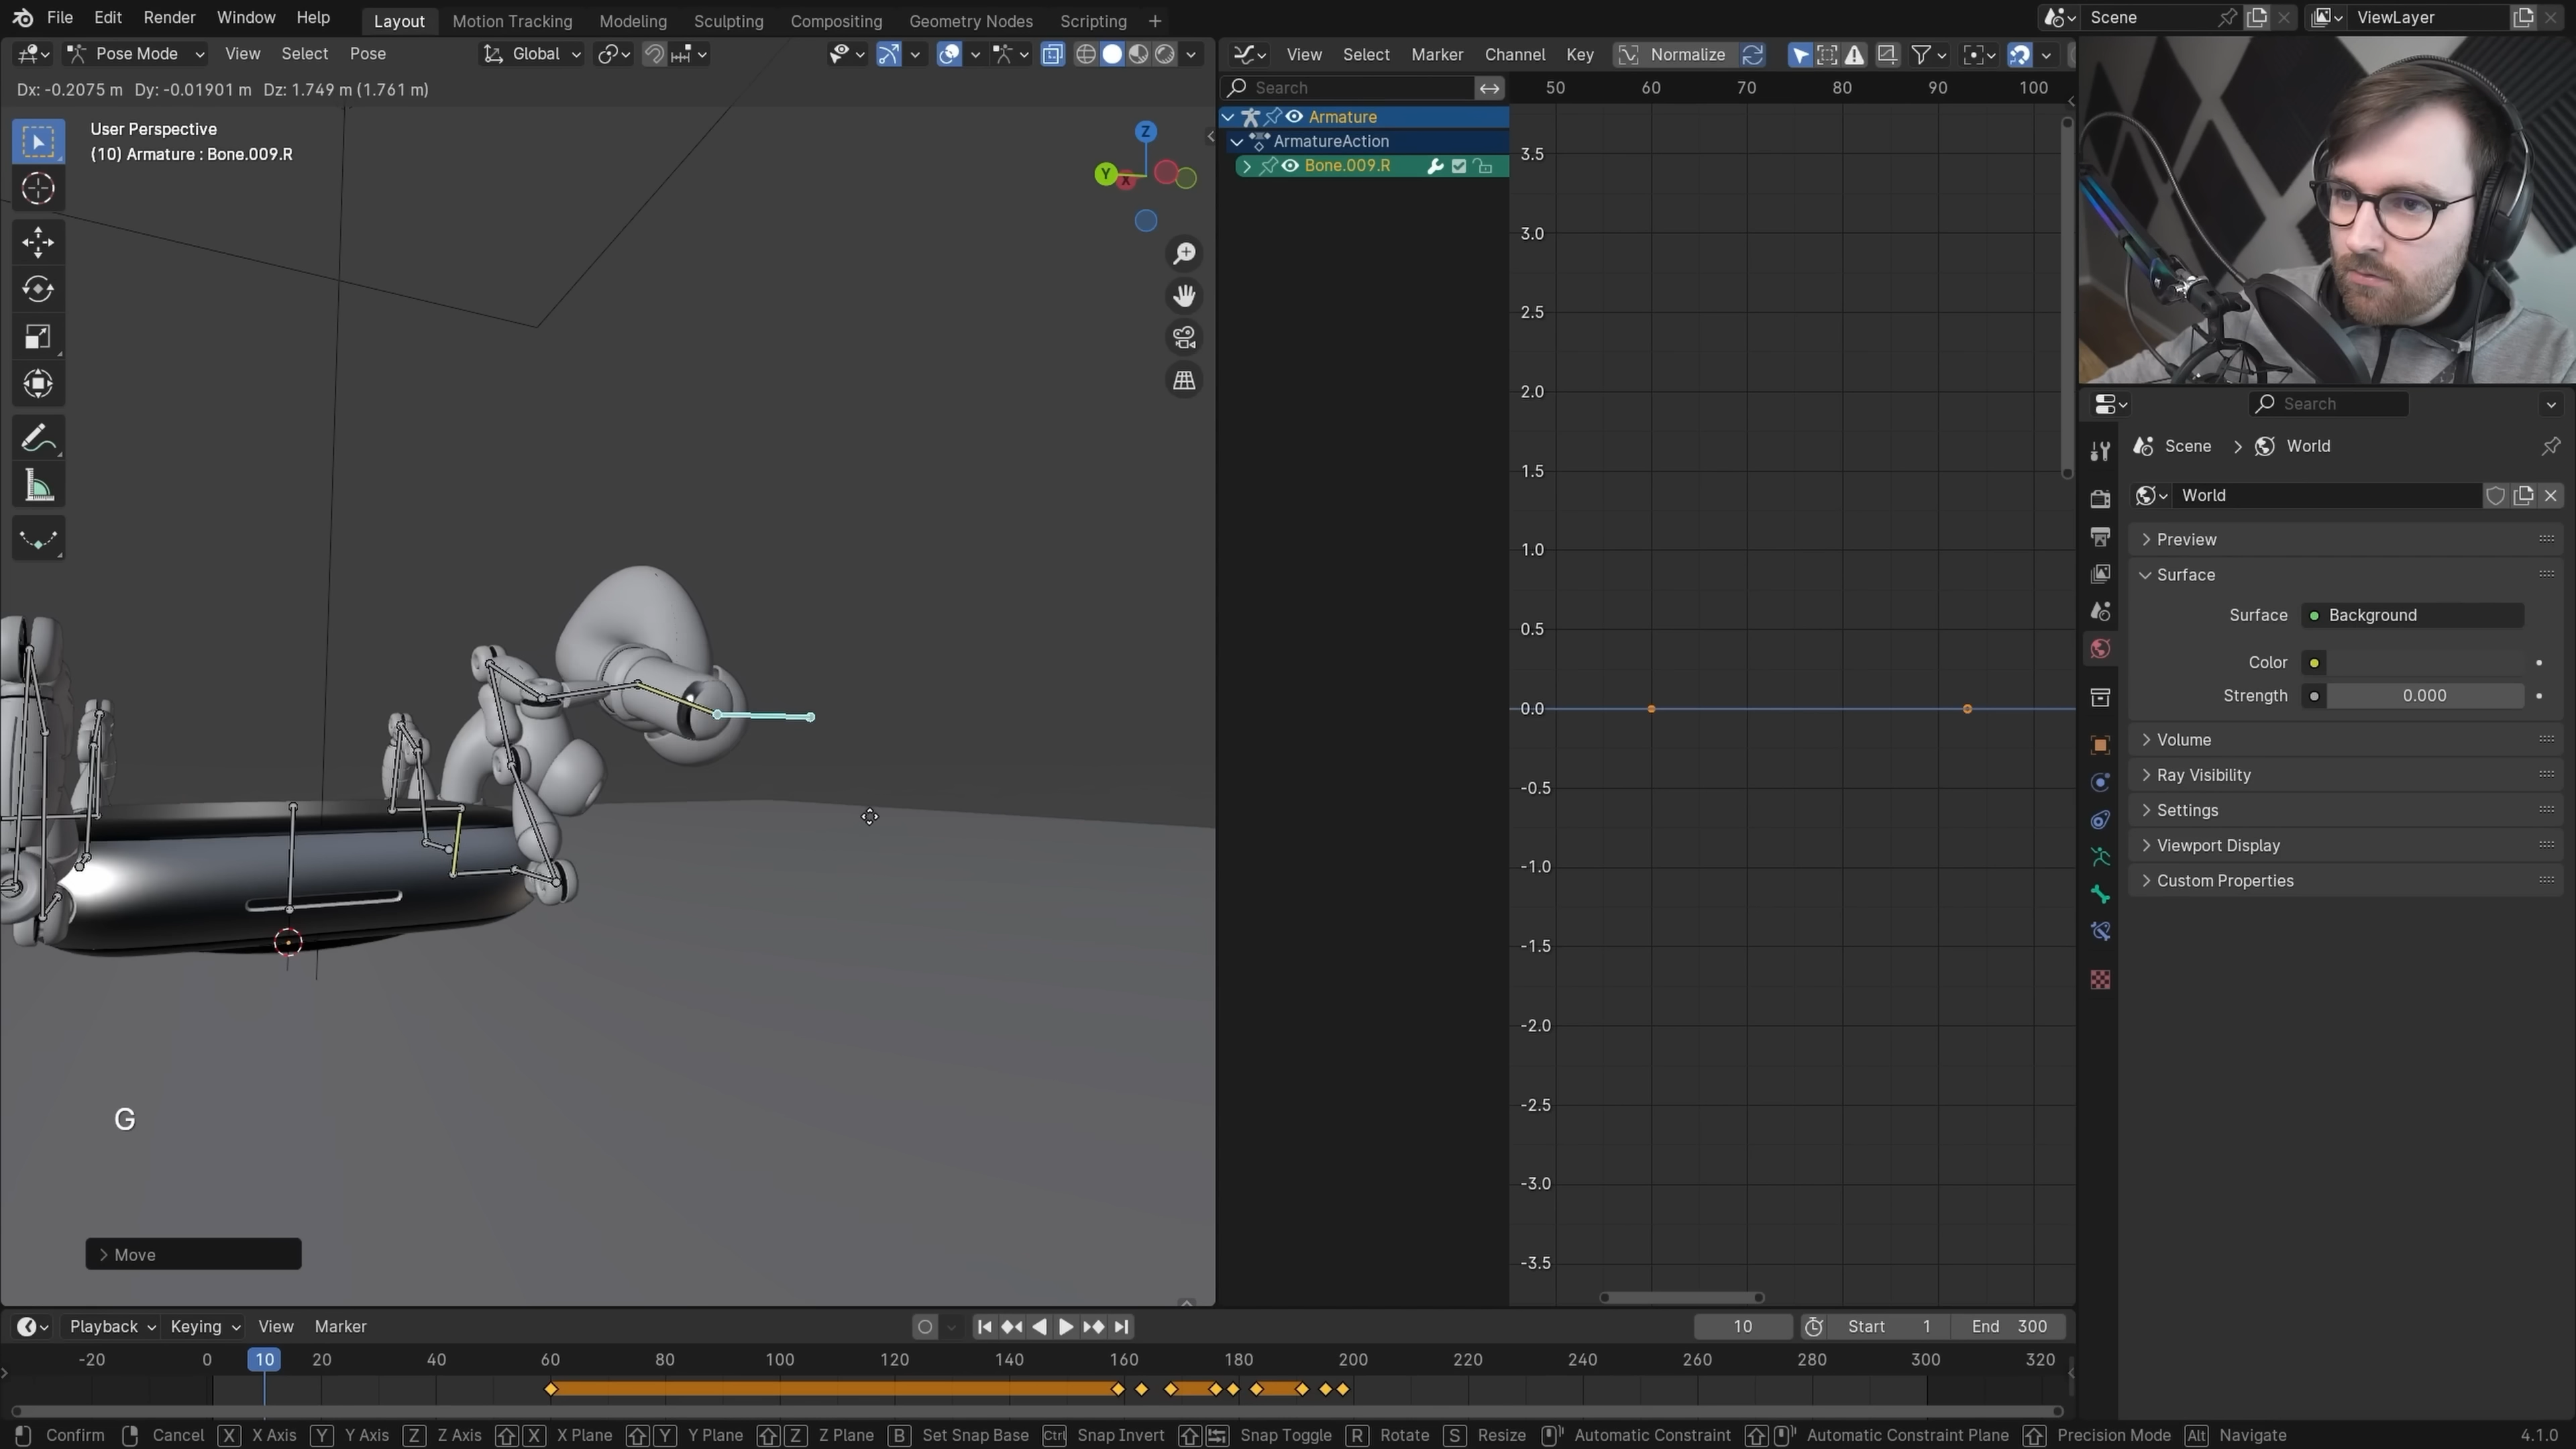 File Edit Render Window Help Layout Motion Tracking Modeling Sculpting Compositing Geometry Nodes Scripting + Scene ViewLayer
Pose Mode View Select Pose Global View Select Marker Channel Key Normalize
Dx: -0.2075 m Dy: -0.01901 m Dz: 1.749 m (1.761 m)
Search 50 60 70 80 90 100
User Perspective
(10) Armature : Bone.009.R
Z
Y X
Armature
ArmatureAction
Bone.009.R
3.5
3.0
2.5
2.0
1.5
1.0
0.5
0.0
-0.5
-1.0
-1.5
-2.0
-2.5
-3.0
-3.5
Search
Scene > World
World
Preview
Surface
Surface Background
Color
Strength 0.000
Volume
Ray Visibility
Settings
Viewport Display
Custom Properties
G
Move
Playback Keying View Marker 10 Start 1 End 300
-20 0 10 20 40 60 80 100 120 140 160 180 200 220 240 260 280 300 320
Confirm Cancel X X Axis Y Y Axis Z Z Axis X X Plane Y Y Plane Z Z Plane B Set Snap Base Ctrl Snap Invert Snap Toggle R Rotate S Resize Automatic Constraint Automatic Constraint Plane Precision Mode Alt Navigate 4.1.0